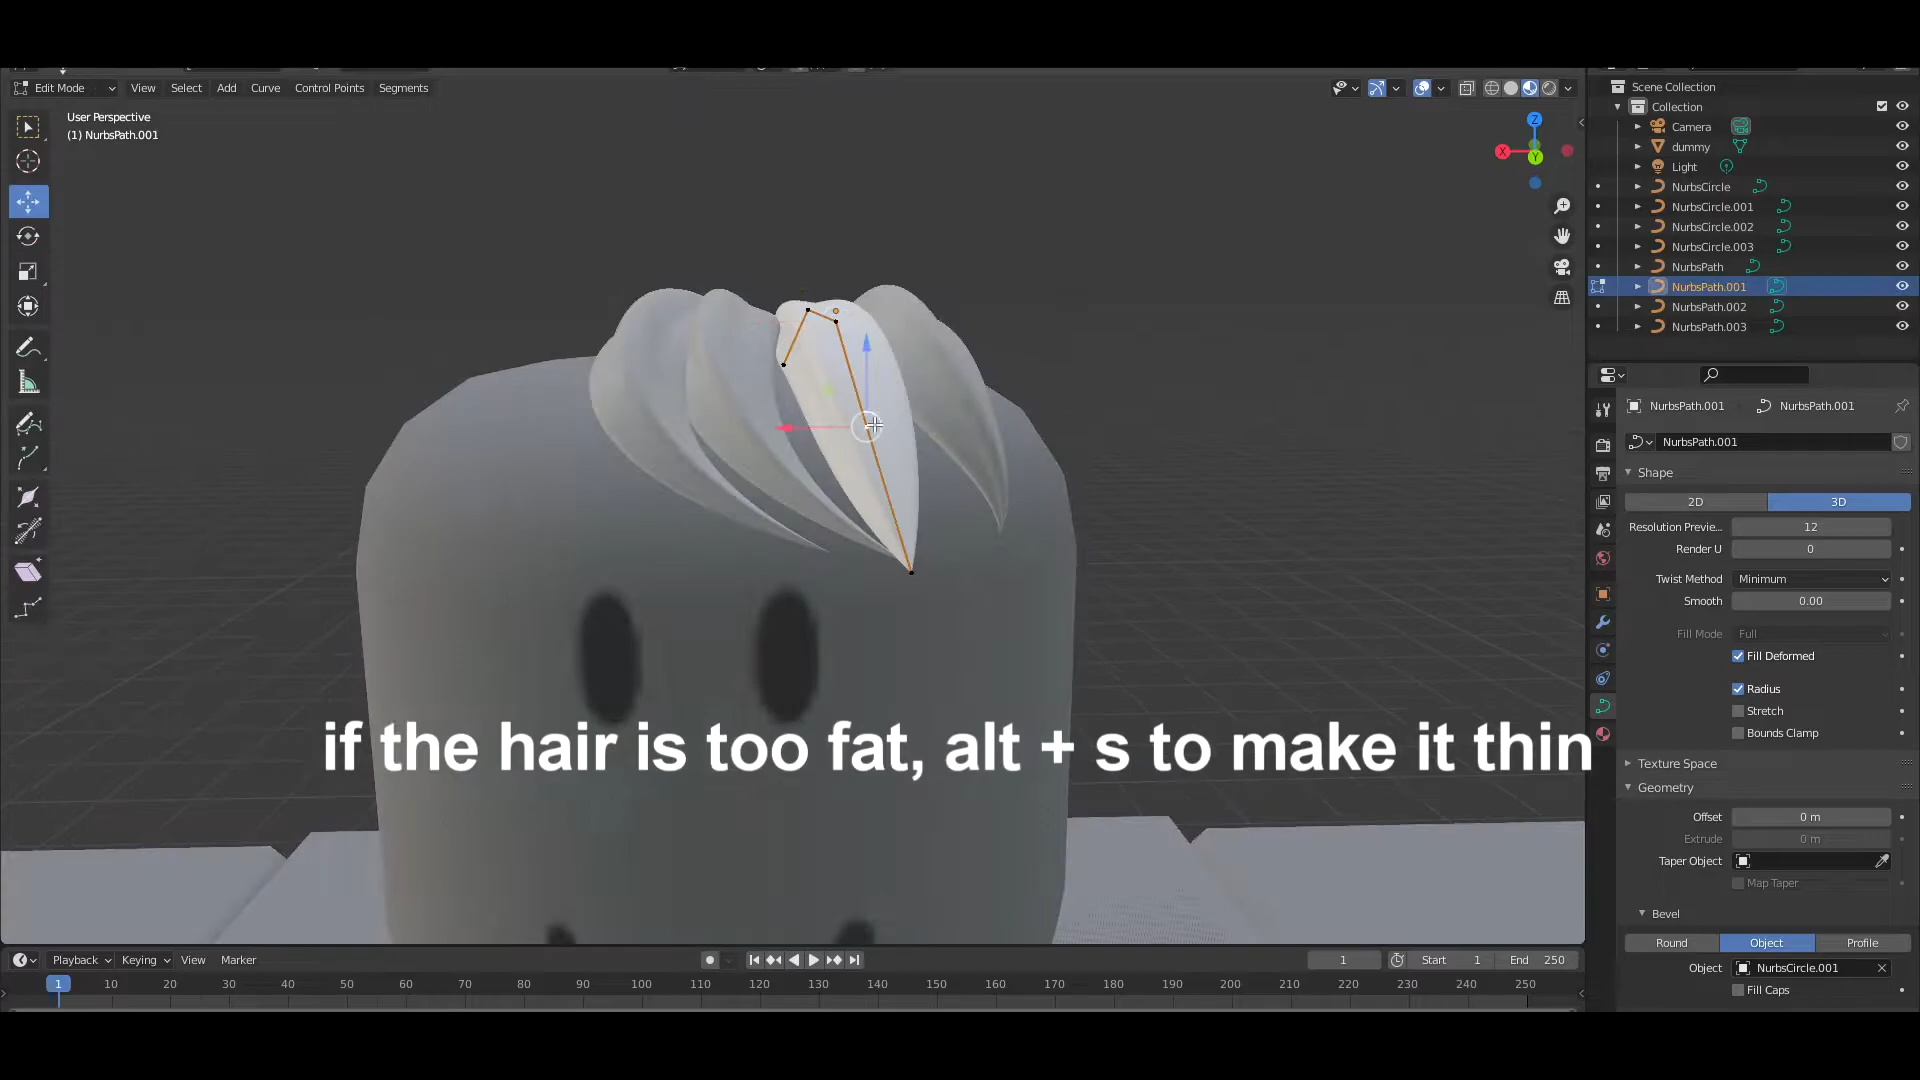 Edit Mode View Select Add Curve Control Points Segments
User Perspective
(1) NurbsPath.001
Z
X
Y
if the hair is too fat, alt + s to make it thin
Scene Collection
Collection
Camera
dummy
Light
NurbsCircle
NurbsCircle.001
NurbsCircle.002
NurbsCircle.003
NurbsPath
NurbsPath.001
NurbsPath.002
NurbsPath.003
NurbsPath.001 NurbsPath.001
NurbsPath.001
Shape
2D 3D
Resolution Previe... 12
Render U 0
Twist Method Minimum
Smooth 0.00
Fill Mode Full
Fill Deformed
Radius
Stretch
Bounds Clamp
Texture Space
Geometry
Offset 0 m
Extrude 0 m
Taper Object
Map Taper
Bevel
Round Object Profile
Object NurbsCircle.001
Fill Caps
Playback Keying View Marker 1 Start 1 End 250
1 10 20 30 40 50 60 70 80 90 100 110 120 130 140 150 160 170 180 190 200 210 220 230 240 250